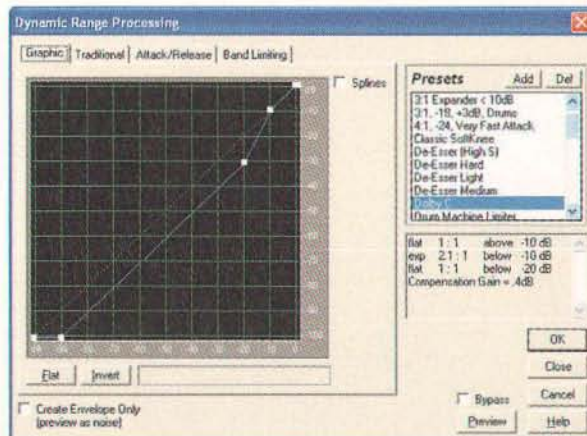 Dynamic Range Processing
Graphic Traditional Attack/Release Band Limiting
Splines
Presets Add Del
3:1 Expander < 10dB
3:1, -18, +3dB, Drums
4:1, -24, Very Fast Attack,
Classic SoftKnee
De-Esser (High S)
De-Esser Hard
De-Esser Light
De-Esser Medium
Dolby C
Drum Machine Limiter
flat 1 : 1 above -10 dB
exp 2.1 : 1 below -10 dB
flat 1 : 1 below -20 dB
Compensation Gain = .4dB
Flat Invert
Create Envelope Only
(preview as noise)
Bypass
Preview
OK
Close
Cancel
Help